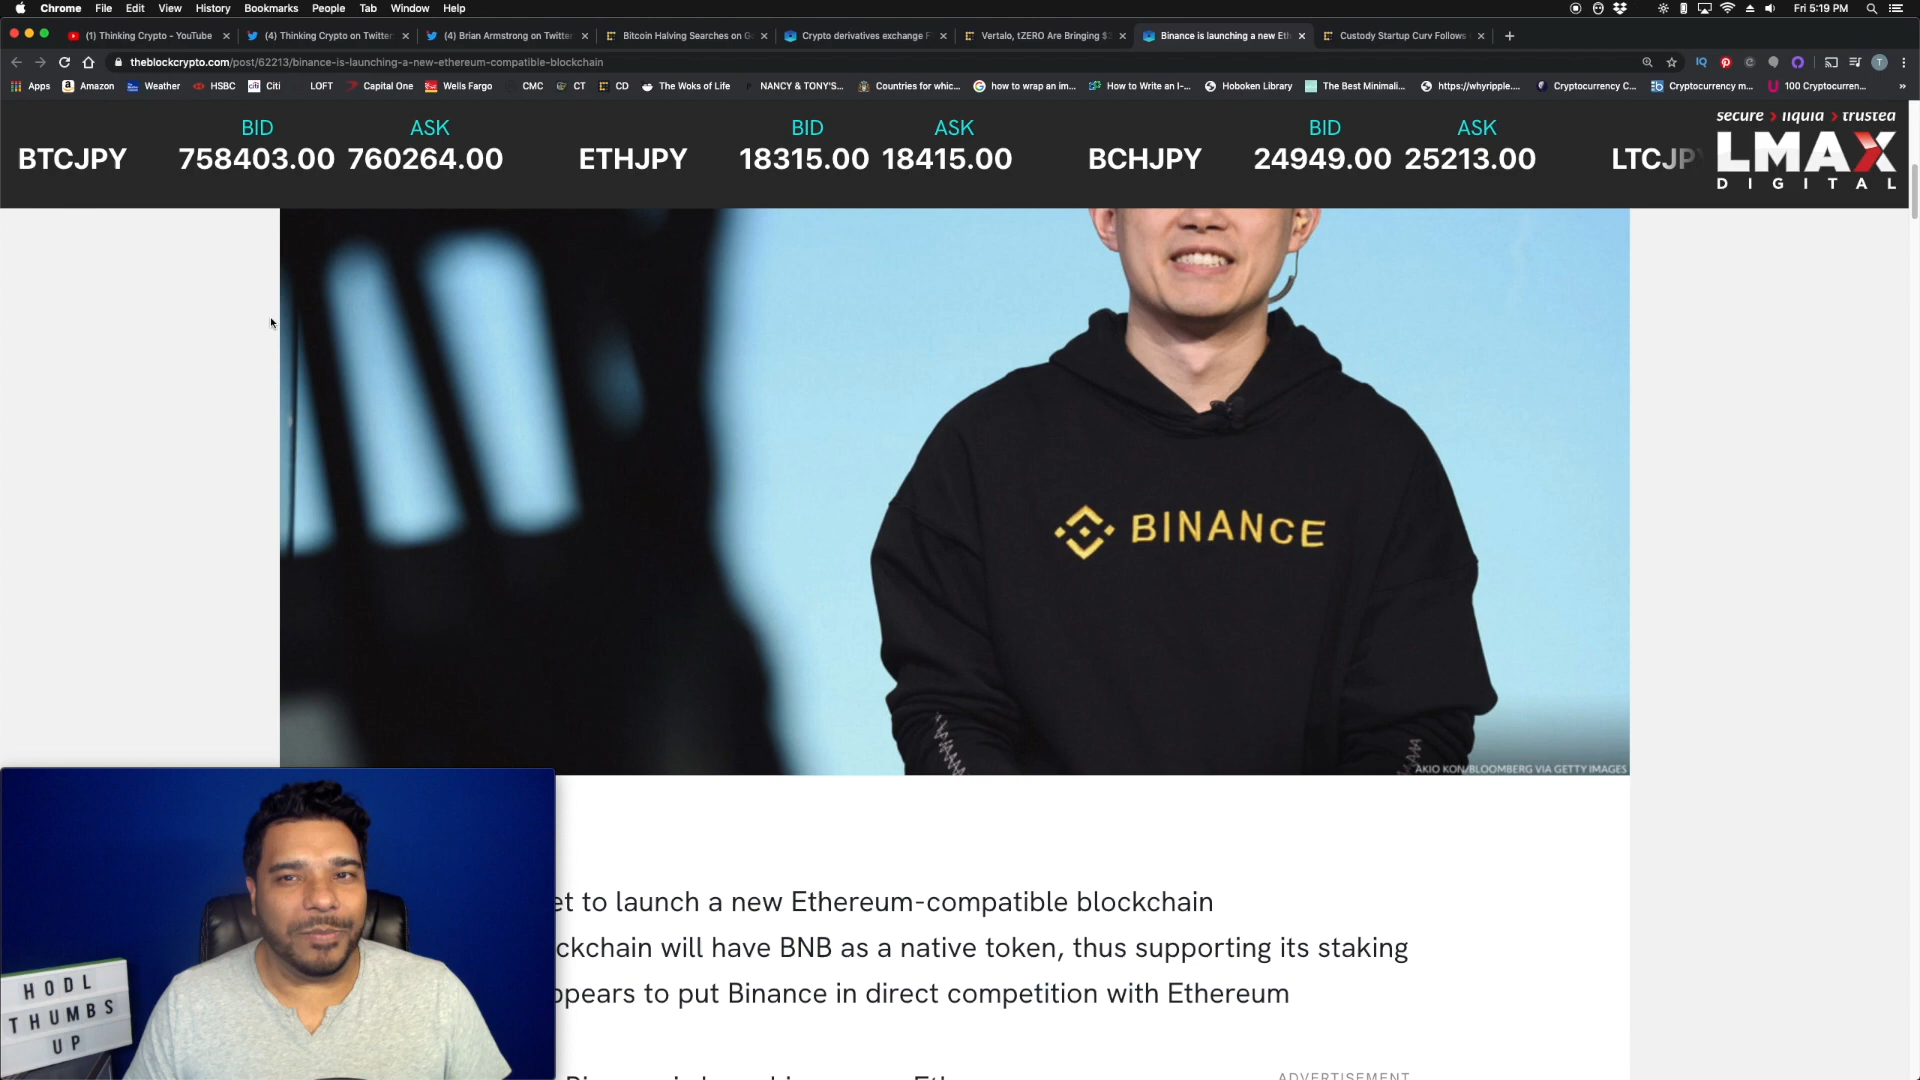 Chrome File Edit View History Bookmarks People Tab Window Help Fri 5:19 PM
(1) Thinking Crypto - YouTube (4) Thinking Crypto on Twitter (4) Brian Armstrong on Twitter Bitcoin Halving Searches on G Crypto derivatives exchange F Vertalo, tZERO Are Bringing $ Binance is launching a new Eth Custody Startup Curv Follows
theblockcrypto.com/post/62213/binance-is-launching-a-new-ethereum-compatible-blockchain
Apps Amazon Weather HSBC Citi LOFT Capital One Wells Fargo CMC CT CD The Woks of Life NANCY & TONY'S... Countries for whic... how to wrap an im... How to Write an I-... Hoboken Library The Best Minimali... https://whyripple.... Cryptocurrency C... Cryptocurrency m... 100 Cryptocurren...
BID ASK BID ASK BID ASK
BTCJPY 758403.00 760264.00 ETHJPY 18315.00 18415.00 BCHJPY 24949.00 25213.00 LTCJP
secure > liquid > trusted
LMAX
DIGITAL
BINANCE
AKIO KON/BLOOMBERG VIA GETTY IMAGES
et to launch a new Ethereum-compatible blockchain
ckchain will have BNB as a native token, thus supporting its staking
ppears to put Binance in direct competition with Ethereum
ADVERTISEMENT
HODL
THUMBS
UP